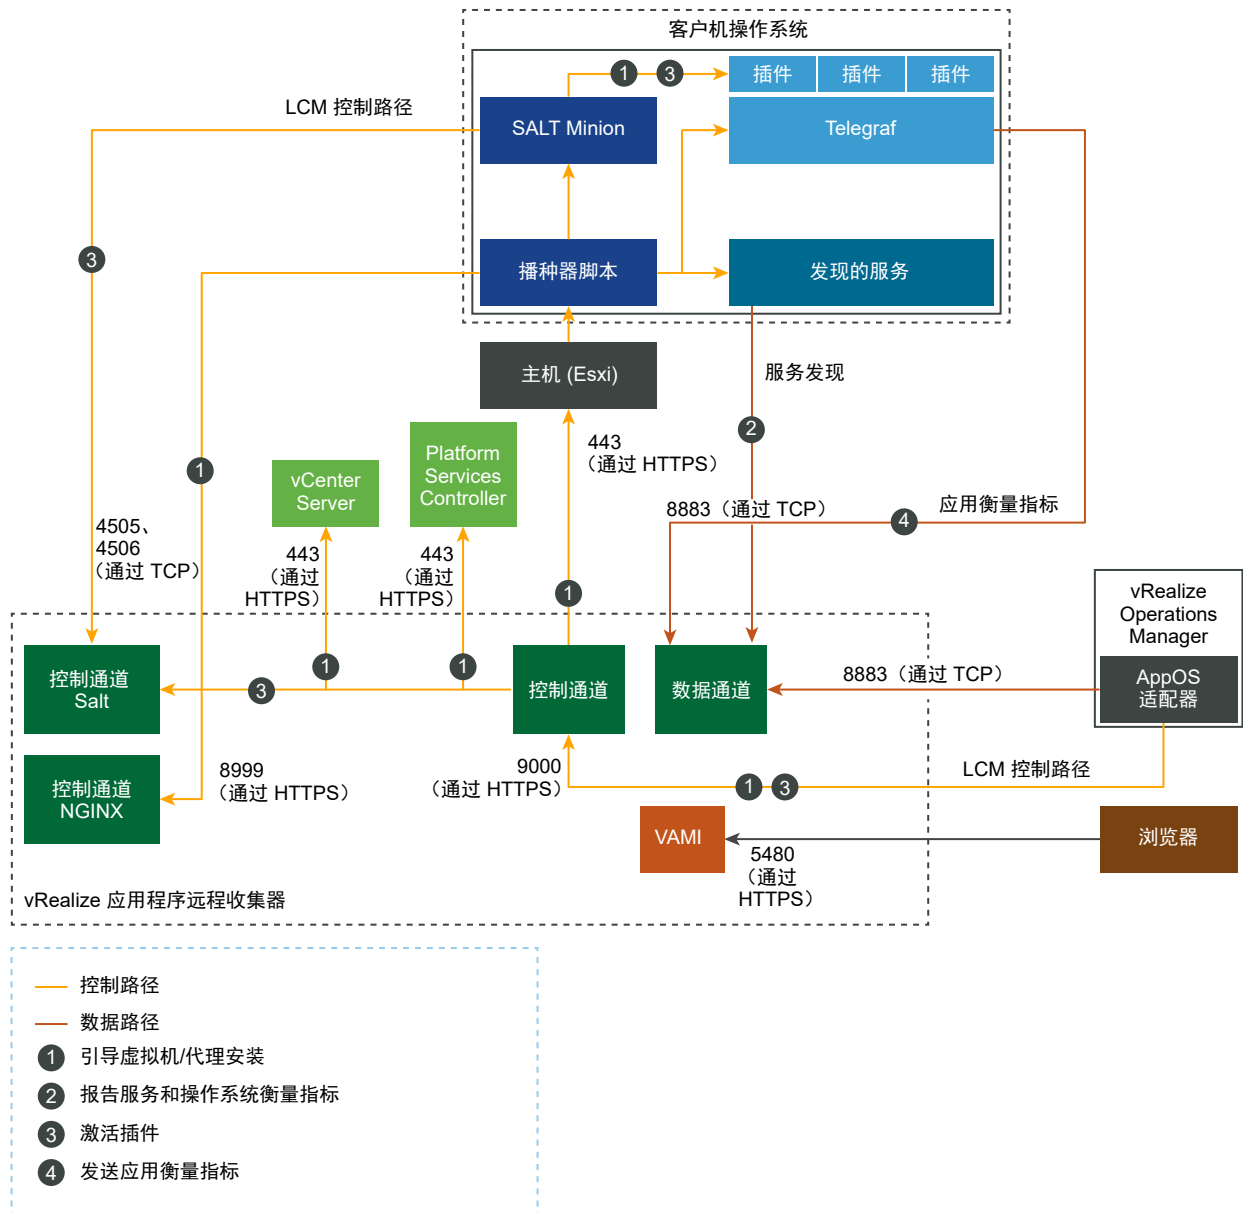 客户机操作系统
1
3
插件
插件
插件
LCM 控制路径
SALT Minion
Telegraf
3
播种器脚本
发现的服务
主机 (Esxi)
服务发现
2
443
（通过 HTTPS）
Platform
Services
Controller
1
vCenter
Server
8883（通过 TCP）
4
应用衡量指标
4505、
4506
（通过 TCP）
443
（通过
HTTPS）
443
（通过
HTTPS）
1
vRealize
Operations
Manager
AppOS
适配器
控制通道
Salt
3
1
1
控制通道
数据通道
8883（通过 TCP）
控制通道
NGINX
8999
（通过 HTTPS）
9000
（通过 HTTPS）
1
3
LCM 控制路径
VAMI
5480
（通过
HTTPS）
浏览器
vRealize 应用程序远程收集器
控制路径
数据路径
1 引导虚拟机/代理安装
2 报告服务和操作系统衡量指标
3 激活插件
4 发送应用衡量指标